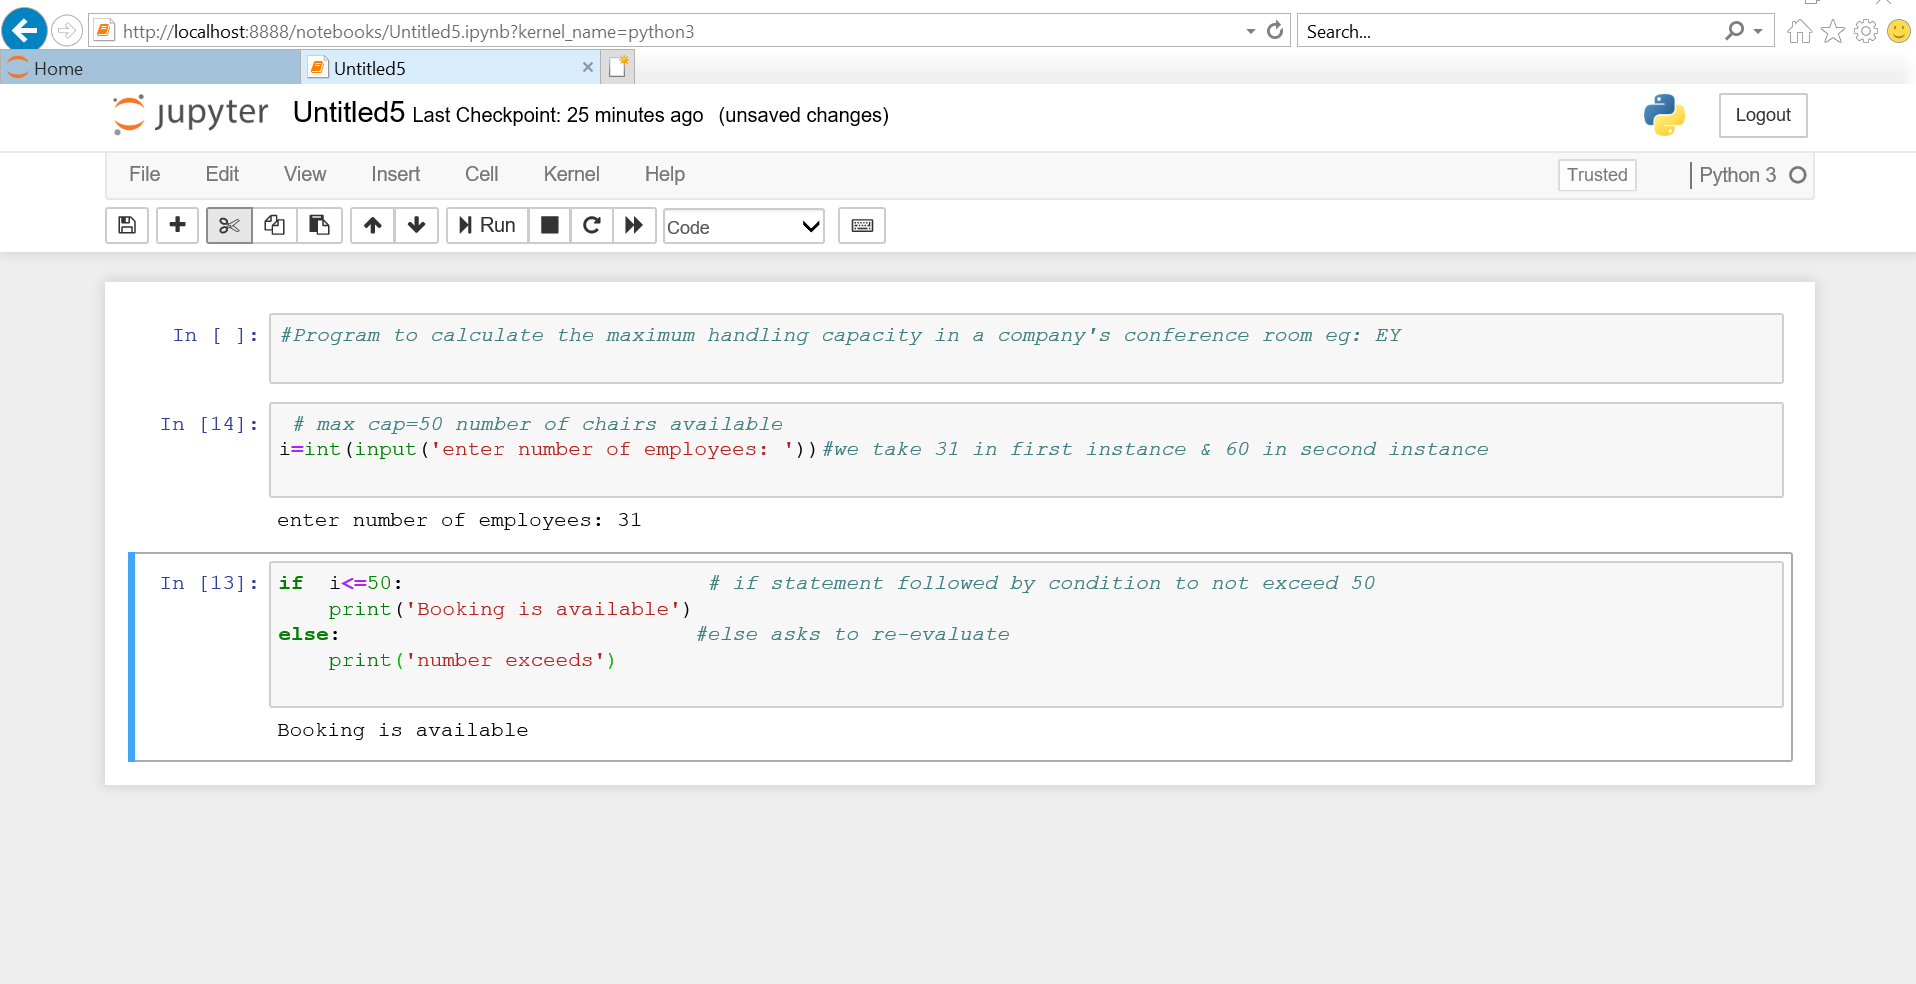 http://localhost:8888/notebooks/Untitled5.ipynb?kernel_name=python3
Search...
Home
Untitled5
jupyter Untitled5 Last Checkpoint: 25 minutes ago (unsaved changes)
Logout
File Edit View Insert Cell Kernel Help
Trusted
Python 3
Run
Code
In [ ]: #Program to calculate the maximum handling capacity in a company's conference room eg: EY
In [14]: # max cap=50 number of chairs available
i=int(input('enter number of employees: '))#we take 31 in first instance & 60 in second instance
enter number of employees: 31
In [13]: if  i<=50: # if statement followed by condition to not exceed 50
print('Booking is available')
else: #else asks to re-evaluate
print('number exceeds')
Booking is available